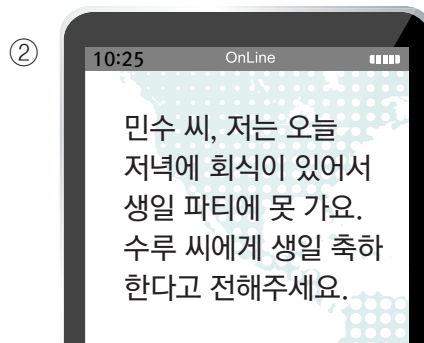 ②
10:25 OnLine
민수 씨, 저는 오늘
저녁에 회식이 있어서
생일 파티에 못 가요.
수루 씨에게 생일 축하
한다고 전해주세요.